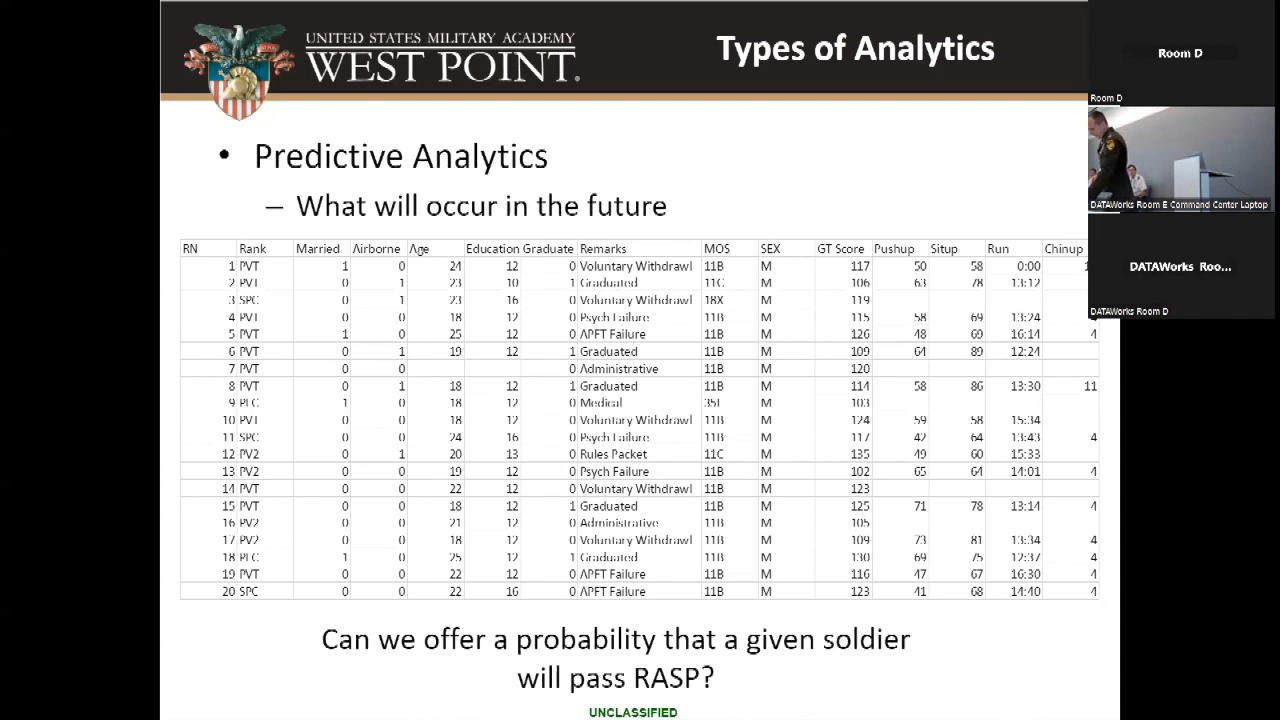 UNITED STATES MILITARY ACADEMY
WEST POINT.
Types of Analytics
Room D
Room D
DATAWorks Room E Command Center Laptop
DATAWorks Roo...
DATAWorks Room D
• Predictive Analytics
– What will occur in the future
RN Rank Married Airborne Age Education Graduate Remarks MOS SEX GT Score Pushup Situp Run Chinup
1 PVT 1 0 24 12 0 Voluntary Withdrawl 11B M 117 50 58 0:00
2 PVT 0 1 23 10 1 Graduated 11C M 106 63 78 13:12
3 SPC 0 1 23 16 0 Voluntary Withdrawl 18X M 119
4 PVT 0 0 18 12 0 Psych Failure 11B M 115 58 69 13:24
5 PVT 1 0 25 12 0 APFT Failure 11B M 126 48 69 16:14 4
6 PVT 0 1 19 12 1 Graduated 11B M 109 64 89 12:24
7 PVT 0 0 0 Administrative 11B M 120
8 PVT 0 1 18 12 1 Graduated 11B M 114 58 86 13:30 11
9 PFC 1 0 18 12 0 Medical M 103
10 PVT 0 0 18 12 0 Voluntary Withdrawl 11B M 124 59 58 15:34
11 SPC 0 0 24 16 0 Psych Failure 11B M 117 42 64 13:43 4
12 PV2 0 1 20 13 0 Rules Packet 11C M 135 49 60 15:33
13 PV2 0 0 19 12 0 Psych Failure 11B M 102 65 64 14:01 4
14 PVT 0 0 22 12 0 Voluntary Withdrawl 11B M 123
15 PVT 0 0 18 12 1 Graduated 11B M 125 71 78 13:14 4
16 PV2 0 0 21 12 0 Administrative 11B M 105
17 PV2 0 0 18 12 0 Voluntary Withdrawl 11B M 109 73 81 13:34 4
18 PFC 1 0 25 12 1 Graduated 11B M 130 69 75 12:37 4
19 PVT 0 0 22 12 0 APFT Failure 11B M 116 47 67 16:30 4
20 SPC 0 0 22 16 0 APFT Failure 11B M 123 41 68 14:40 4
Can we offer a probability that a given soldier
will pass RASP?
UNCLASSIFIED